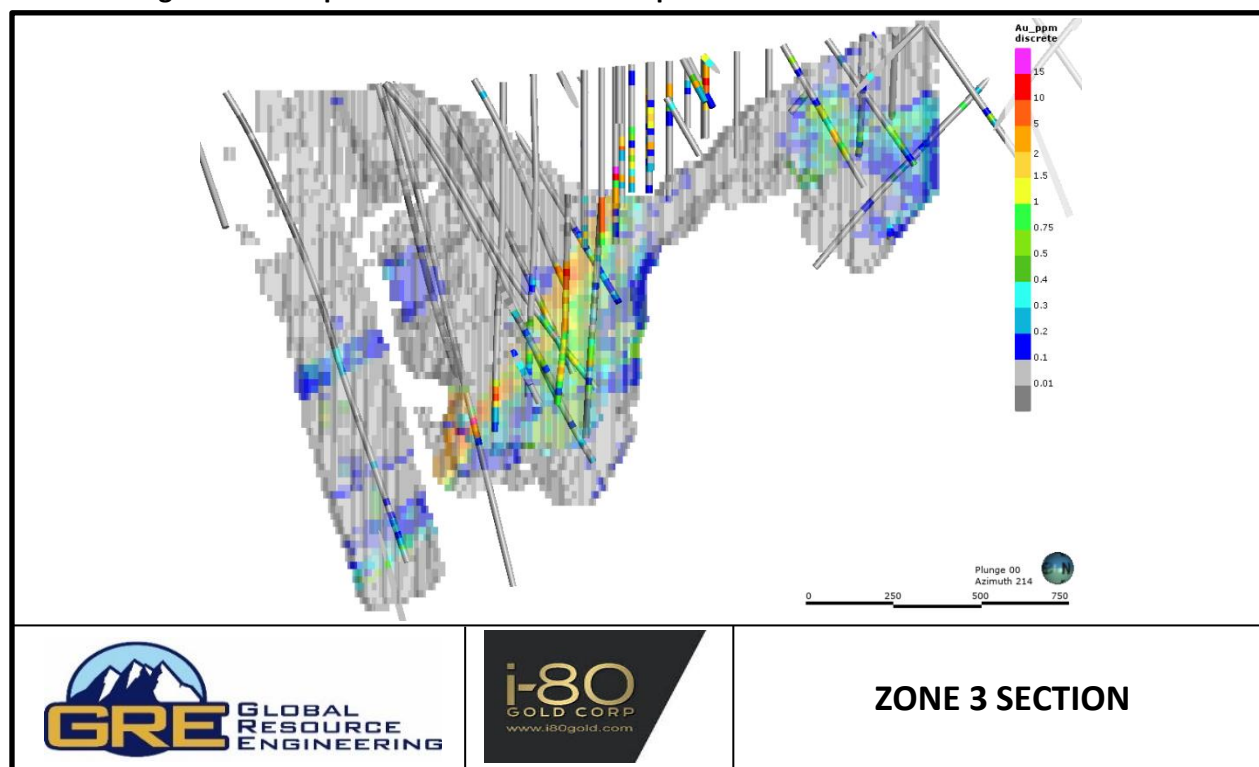 Au_ppm
discrete
15
10
5
2
1.5
1
0.75
0.5
0.4
0.3
0.2
0.1
0.01
Plunge 00
Azimuth 214
0 250 500 750
GRE GLOBAL
RESOURCE
ENGINEERING
i-80
GOLD CORP
www.i80gold.com
ZONE 3 SECTION